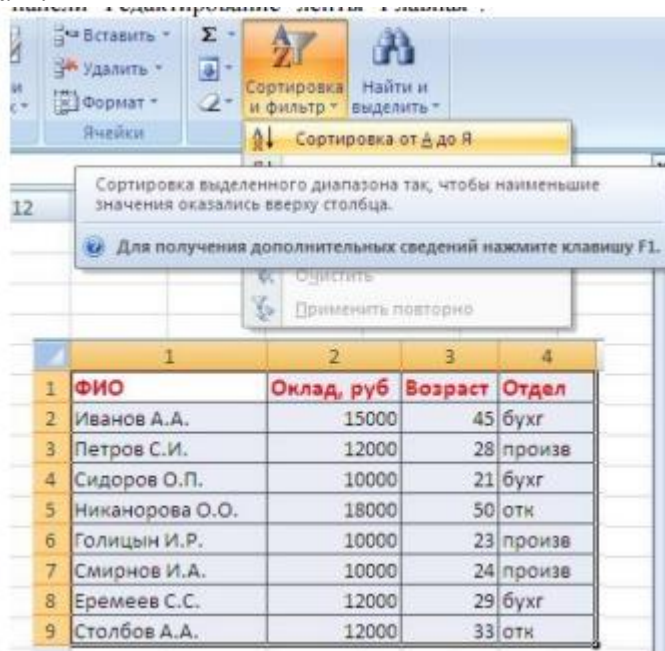 панели "Редактирование" ленты "Главная".
Вставить Σ
Удалить
Формат
Сортировка и фильтр
Найти и выделить
Ячейки
Сортировка от А до Я
Сортировка выделенного диапазона так, чтобы наименьшие
значения оказались вверху столбца.
12
Для получения дополнительных сведений нажмите клавишу F1.
Очистить
Применить повторно
1 2 3 4
1 ФИО Оклад, руб Возраст Отдел
2 Иванов А.А. 15000 45 бухг
3 Петров С.И. 12000 28 произв
4 Сидоров О.П. 10000 21 бухг
5 Никанорова О.О. 18000 50 отк
6 Голицын И.Р. 10000 23 произв
7 Смирнов И.А. 10000 24 произв
8 Еремеев С.С. 12000 29 бухг
9 Столбов А.А. 12000 33 отк